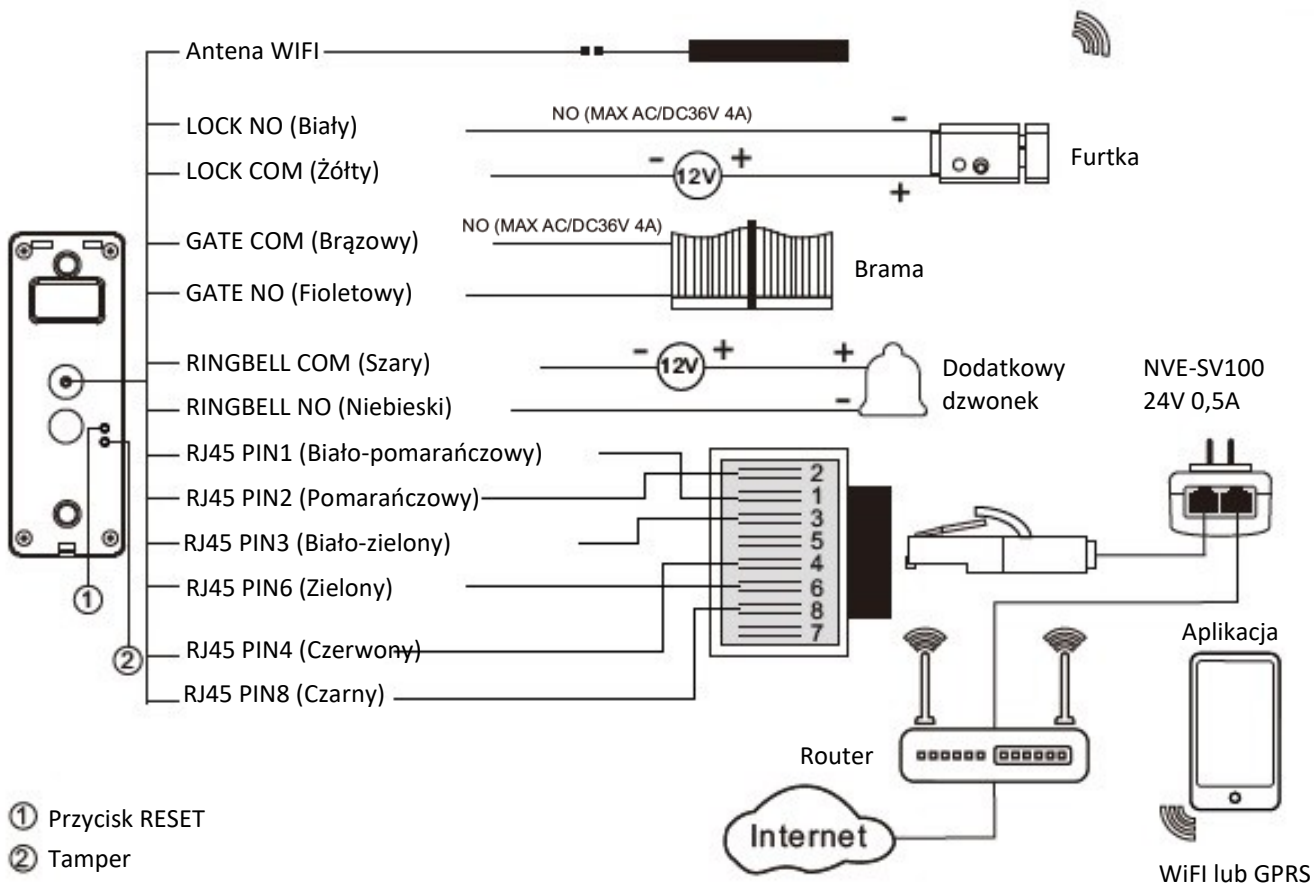 Antena WIFI
LOCK NO (Biały)
NO (MAX AC/DC36V 4A)
-
LOCK COM (Żółty)
- 12V +
+
Furtka
GATE COM (Brązowy)
NO (MAX AC/DC36V 4A)
GATE NO (Fioletowy)
Brama
RINGBELL COM (Szary)
- 12V +
+
RINGBELL NO (Niebieski)
-
Dodatkowy
dzwonek
NVE-SV100
24V 0,5A
RJ45 PIN1 (Biało-pomarańczowy)
RJ45 PIN2 (Pomarańczowy)
RJ45 PIN3 (Biało-zielony)
RJ45 PIN6 (Zielony)
RJ45 PIN4 (Czerwony)
RJ45 PIN8 (Czarny)
2
1
3
5
4
6
8
7
①
②
Aplikacja
Router
Internet
WiFI lub GPRS
① Przycisk RESET
② Tamper